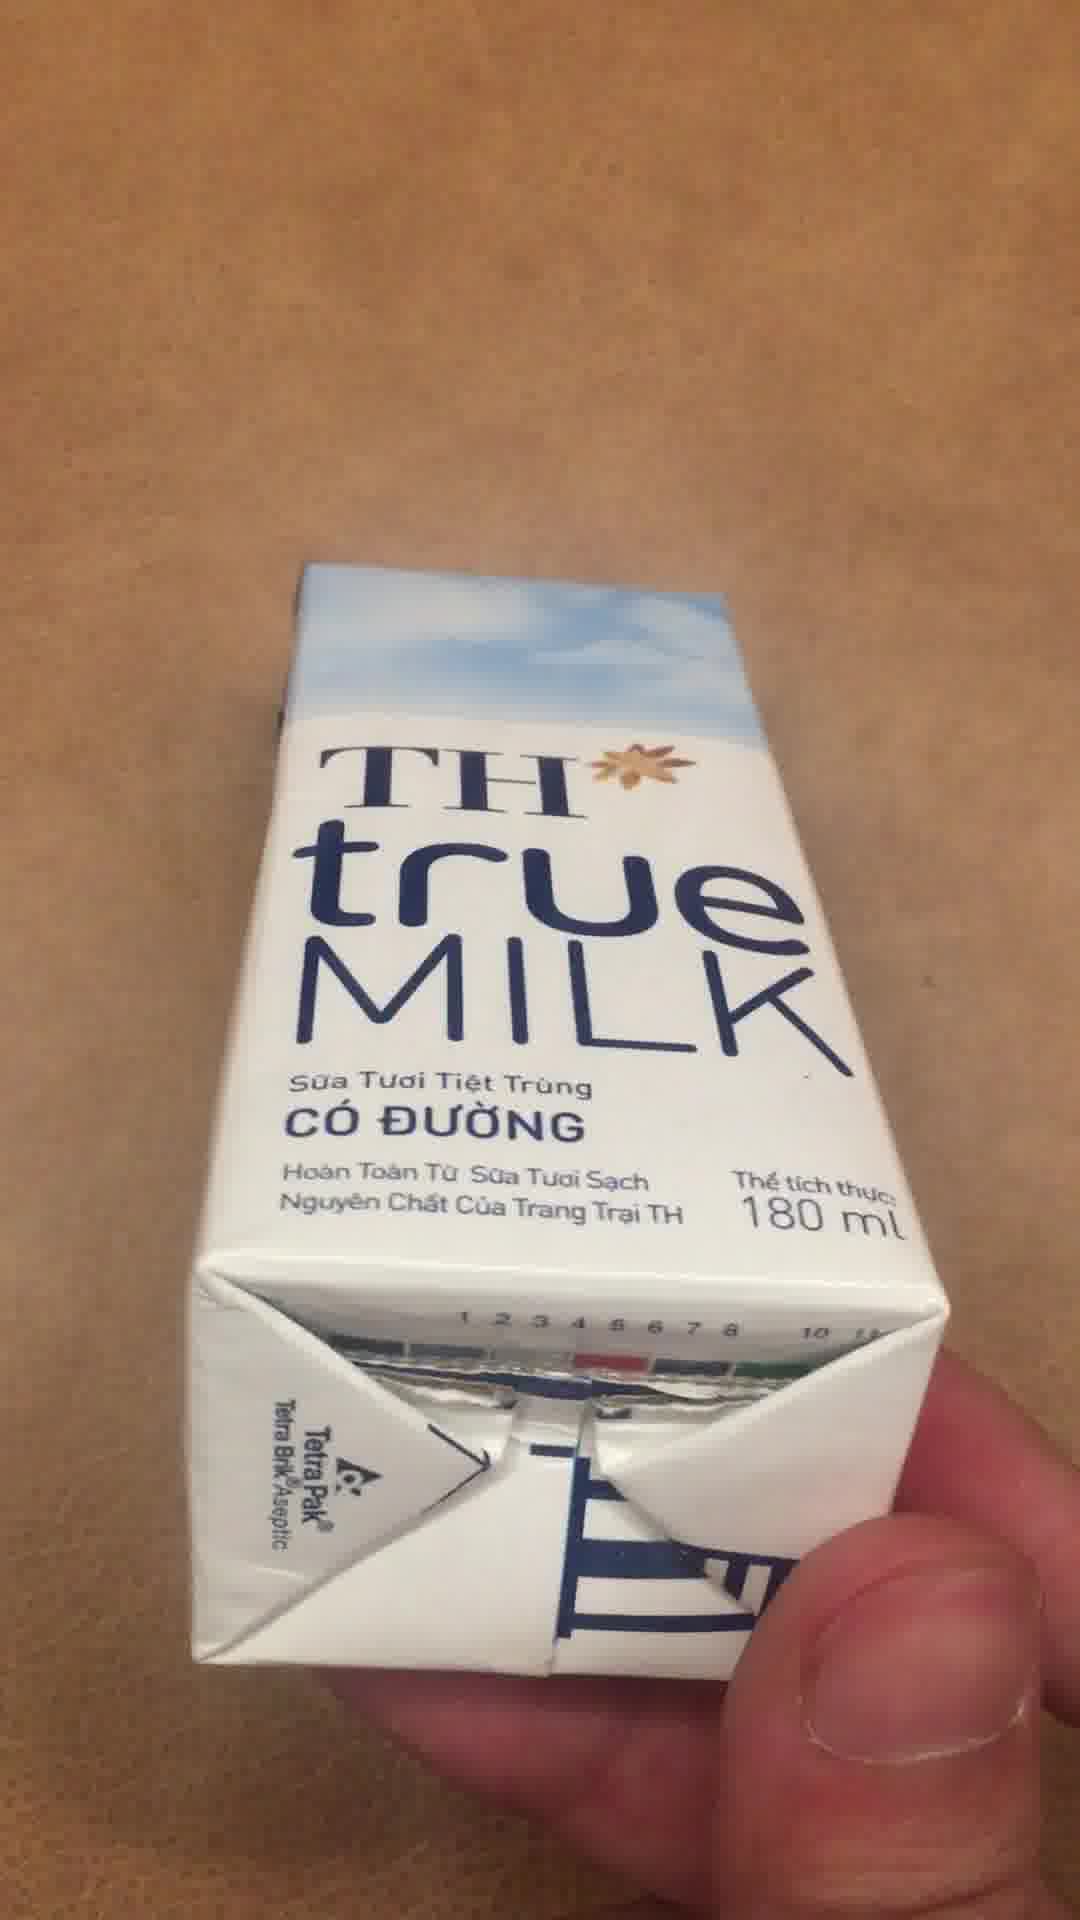 TH
true
MILK
Sữa Tươi Tiệt Trùng
CÓ ĐƯỜNG
Hoàn Toàn Từ Sữa Tươi Sạch
Nguyên Chất Của Trang Trại TH
Thể tích thực:
180 ml
1 2 3 4 5 6 7 8 10
Tetra Pak®
Tetra Brik® Aseptic